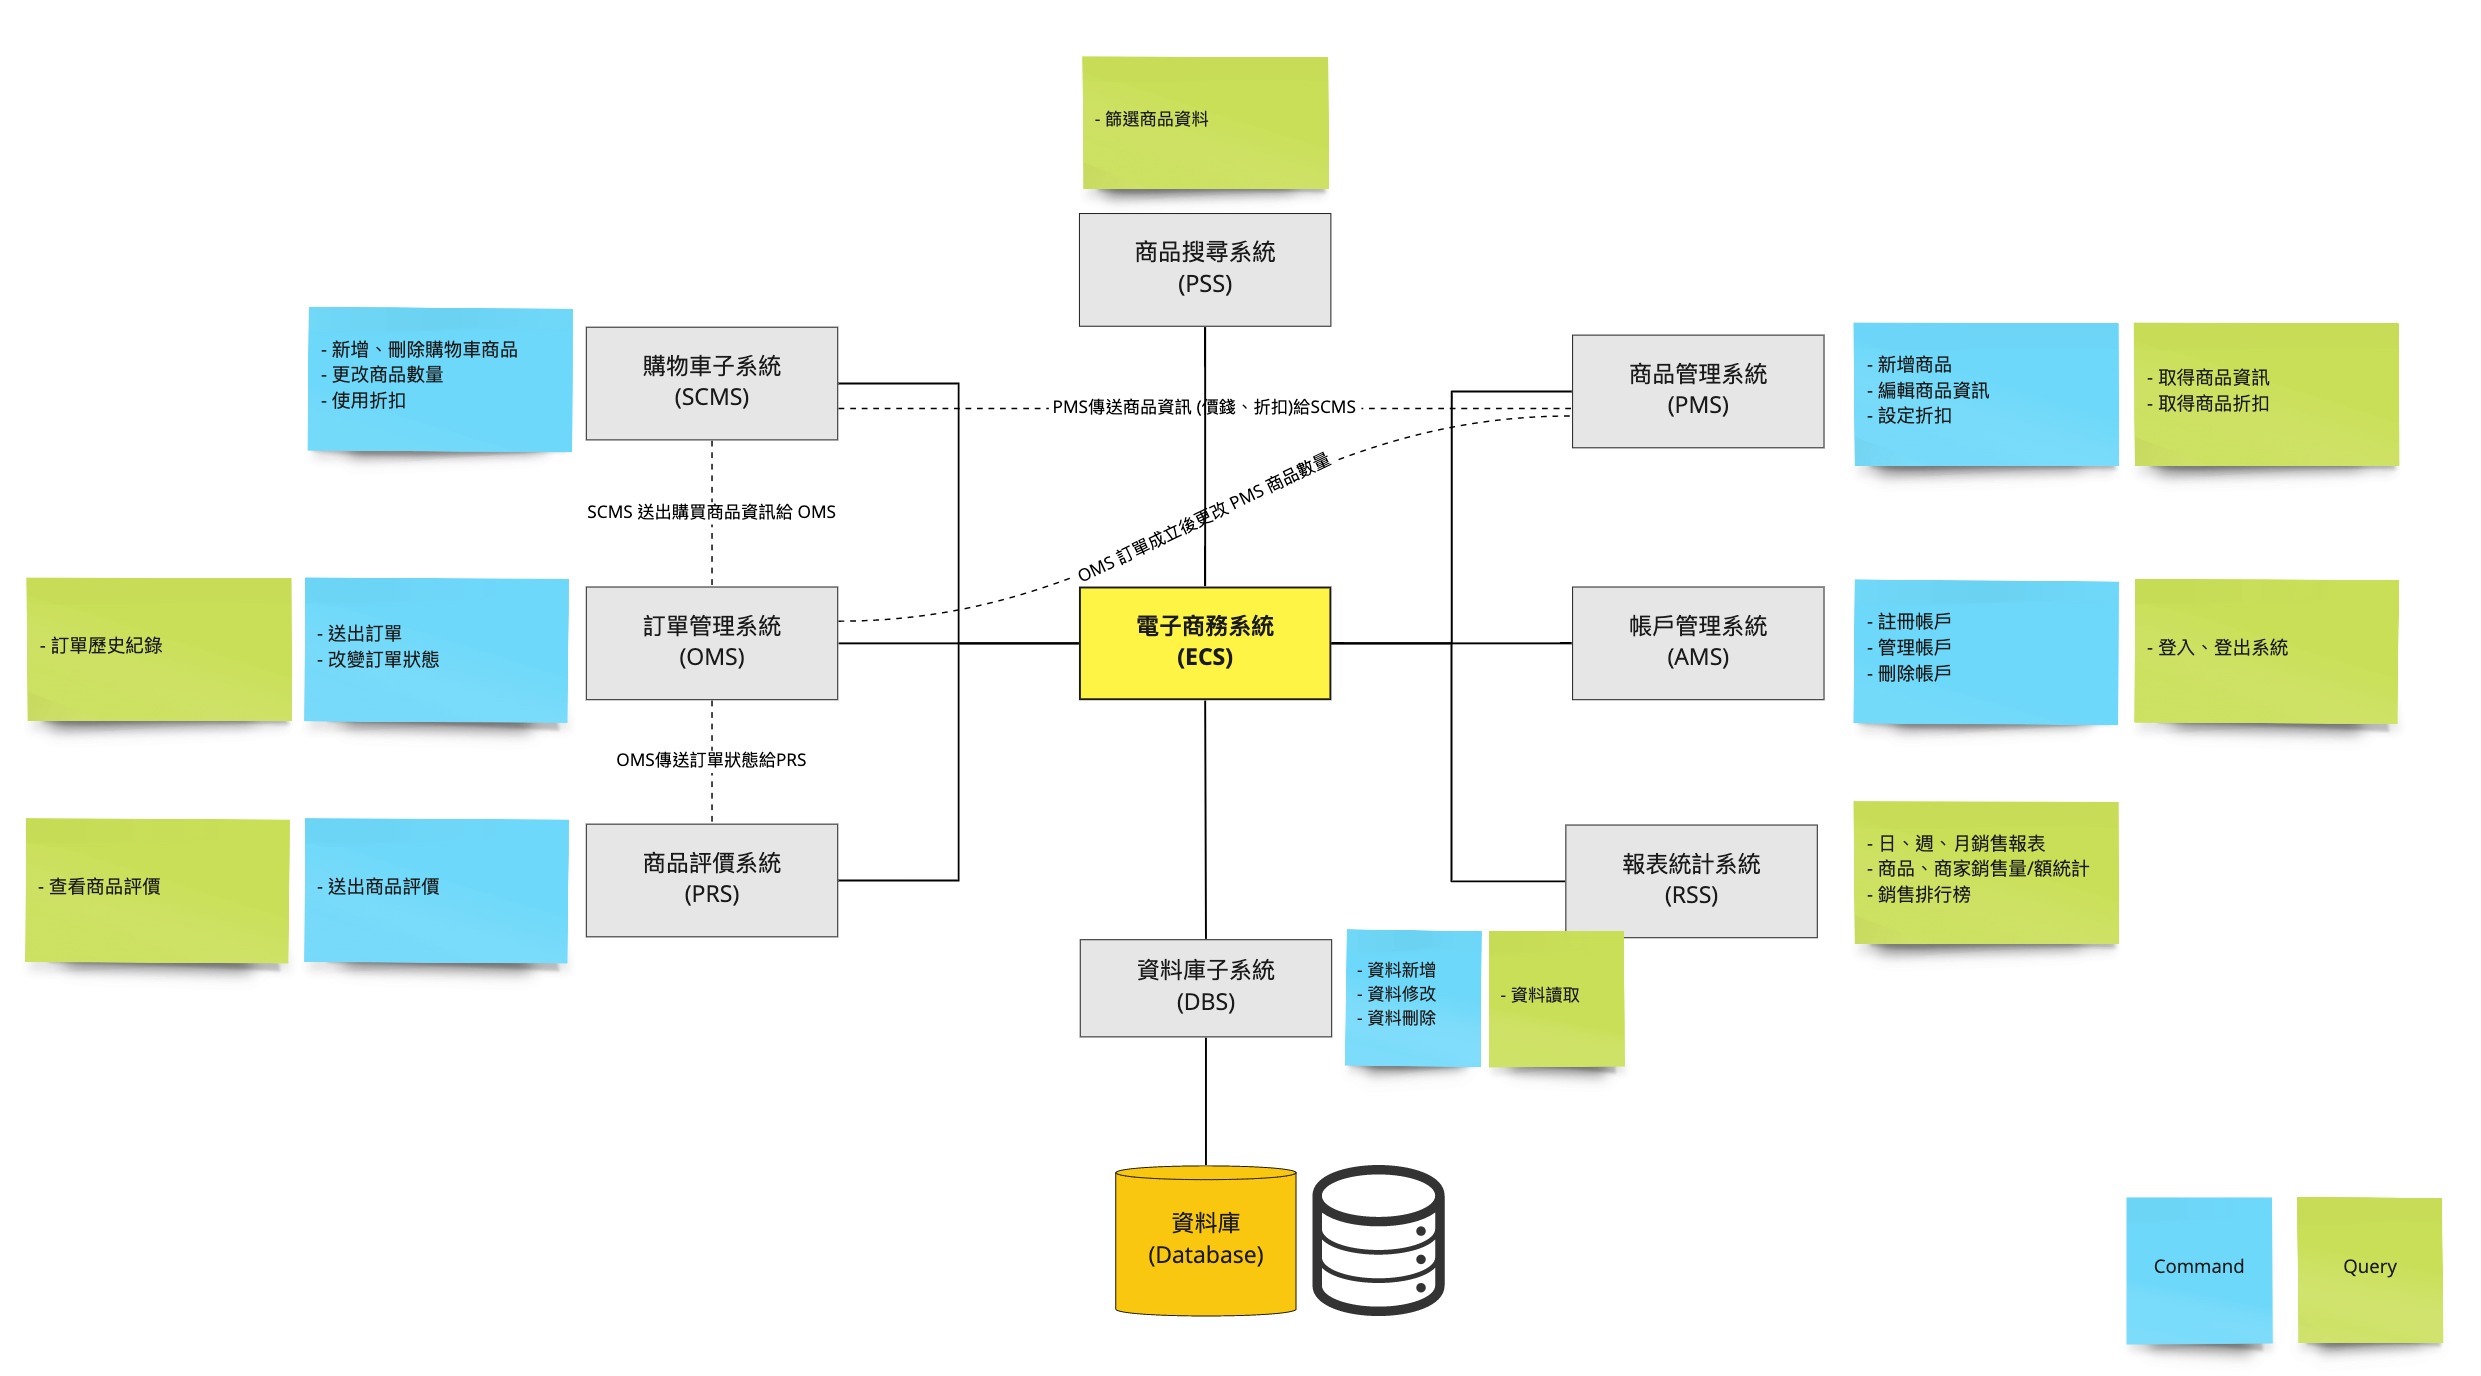 - 篩選商品資料
商品搜尋系統
(PSS)
- 新增、刪除購物車商品
- 更改商品數量
- 使用折扣
購物車子系統
(SCMS)
PMS傳送商品資訊 (價錢、折扣)給SCMS
商品管理系統
(PMS)
- 新增商品
- 編輯商品資訊
- 設定折扣
- 取得商品資訊
- 取得商品折扣
SCMS 送出購買商品資訊給 OMS
OMS 訂單成立後更改 PMS 商品數量
- 訂單歷史紀錄
- 送出訂單
- 改變訂單狀態
訂單管理系統
(OMS)
電子商務系統
(ECS)
帳戶管理系統
(AMS)
- 註冊帳戶
- 管理帳戶
- 刪除帳戶
- 登入、登出系統
OMS傳送訂單狀態給PRS
- 查看商品評價
- 送出商品評價
商品評價系統
(PRS)
報表統計系統
(RSS)
- 日、週、月銷售報表
- 商品、商家銷售量/額統計
- 銷售排行榜
資料庫子系統
(DBS)
- 資料新增
- 資料修改
- 資料刪除
- 資料讀取
資料庫
(Database)
Command
Query